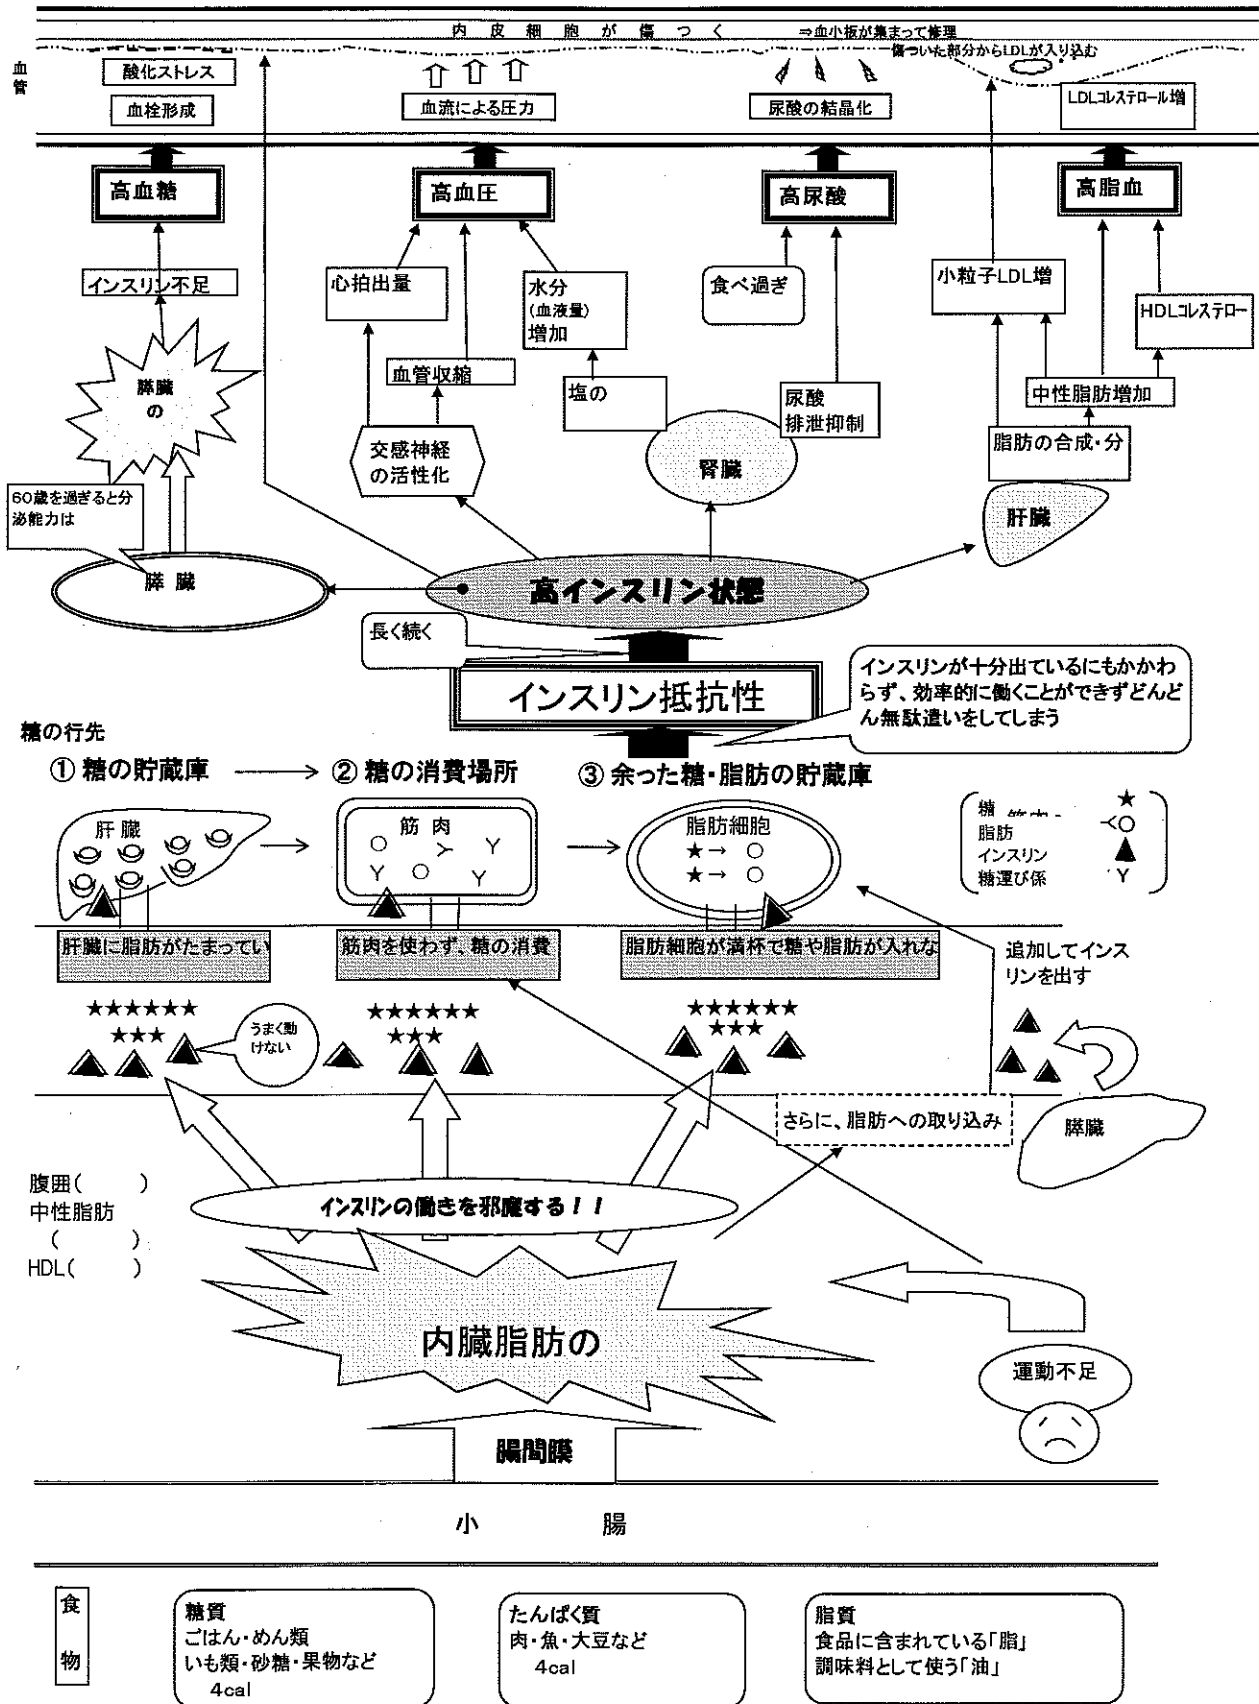 内皮細胞が傷つく ⇒血小板が集まって修理
傷ついた部分からLDLが入り込む
血管
酸化ストレス
血栓形成
血流による圧力
尿酸の結晶化
LDLコレステロール増
高血糖
高血圧
高尿酸
高脂血
インスリン不足
心拍出量
水分
(血液量)
増加
食べ過ぎ
小粒子LDL増
HDLコレステロー
血管収縮
塩の
尿酸
排泄抑制
中性脂肪増加
膵臓
の
交感神経
の活性化
腎臓
脂肪の合成・分
60歳を過ぎると分
泌能力は
肝臓
膵臓
高インスリン状態
長く続く
インスリン抵抗性
インスリンが十分出ているにもかかわ
らず、効率的に働くことができずどんど
ん無駄遣いをしてしまう
糖の行先
① 糖の貯蔵庫
② 糖の消費場所
③ 余った糖・脂肪の貯蔵庫
肝臓
筋肉
脂肪細胞
★→ ○
★→ ○
糖 ★
脂肪
インスリン ▲
糖運び係 Y
肝臓に脂肪がたまってい
筋肉を使わず、糖の消費
脂肪細胞が満杯で糖や脂肪が入れな
追加してインス
リンを出す
★★★★★★
★★★
うまく動
けない
★★★★★★
★★★
★★★★★★
★★★
さらに、脂肪への取り込み
膵臓
腹囲( )
中性脂肪
( )
HDL( )
インスリンの働きを邪魔する！！
内臓脂肪の
運動不足
腸間膜
小腸
食物
糖質
ごはん・めん類
いも類・砂糖・果物など
4cal
たんぱく質
肉・魚・大豆など
4cal
脂質
食品に含まれている「脂」
調味料として使う「油」